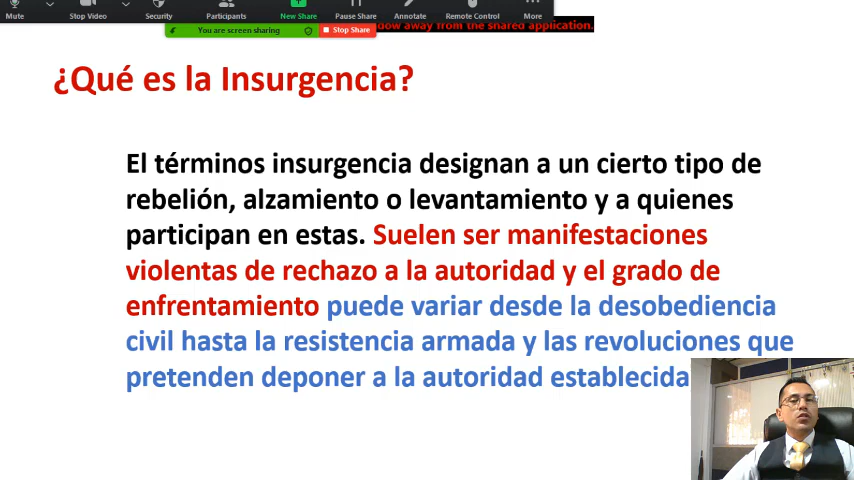 Mute
Stop Video
Security
Participants
New Share
Pause Share
Annotate
Remote Control
More
You are screen sharing
Stop Share
away from the shared application.
¿Qué es la Insurgencia?
El términos insurgencia designan a un cierto tipo de
rebelión, alzamiento o levantamiento y a quienes
participan en estas. Suelen ser manifestaciones
violentas de rechazo a la autoridad y el grado de
enfrentamiento puede variar desde la desobediencia
civil hasta la resistencia armada y las revoluciones que
pretenden deponer a la autoridad establecida